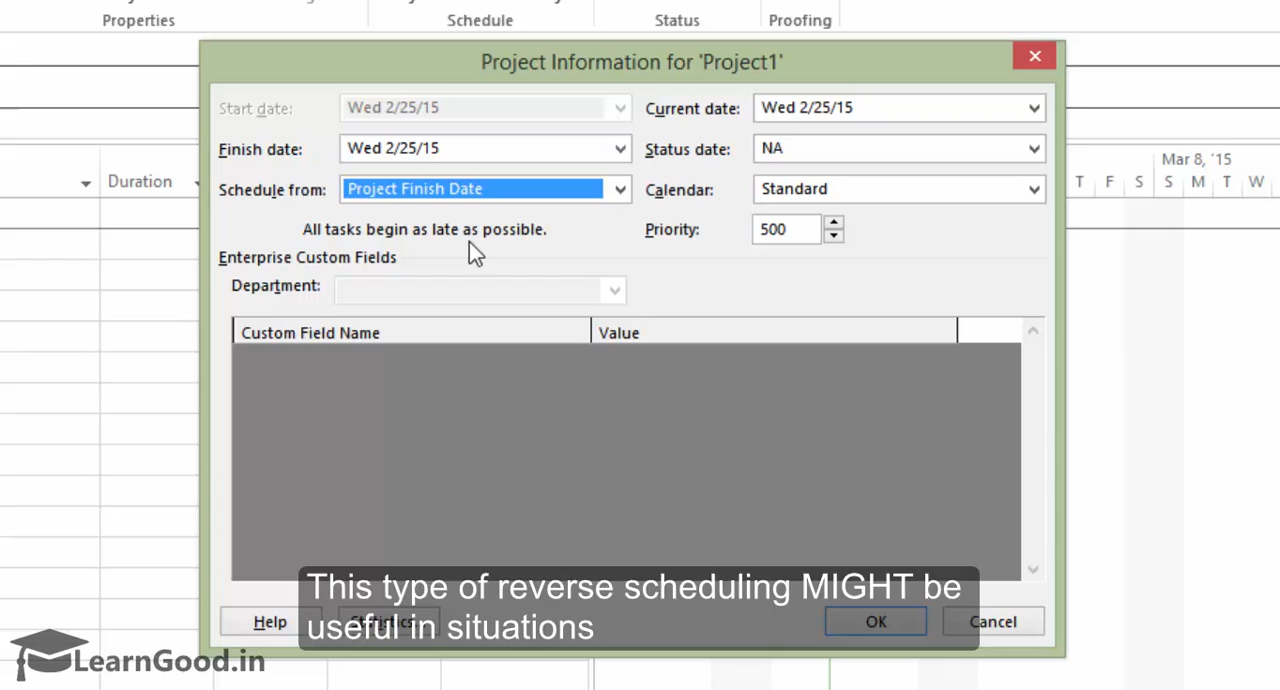 Properties Schedule Status Proofing
Project Information for 'Project1'
Start date: Wed 2/25/15 Current date: Wed 2/25/15
Finish date: Wed 2/25/15 Status date: NA
Schedule from: Project Finish Date Calendar: Standard
All tasks begin as late as possible. Priority: 500
Enterprise Custom Fields
Department:
Custom Field Name Value
Duration
Mar 8, '15
T F S S M T W
This type of reverse scheduling MIGHT be
useful in situations
Help Statistics... OK Cancel
LearnGood.in